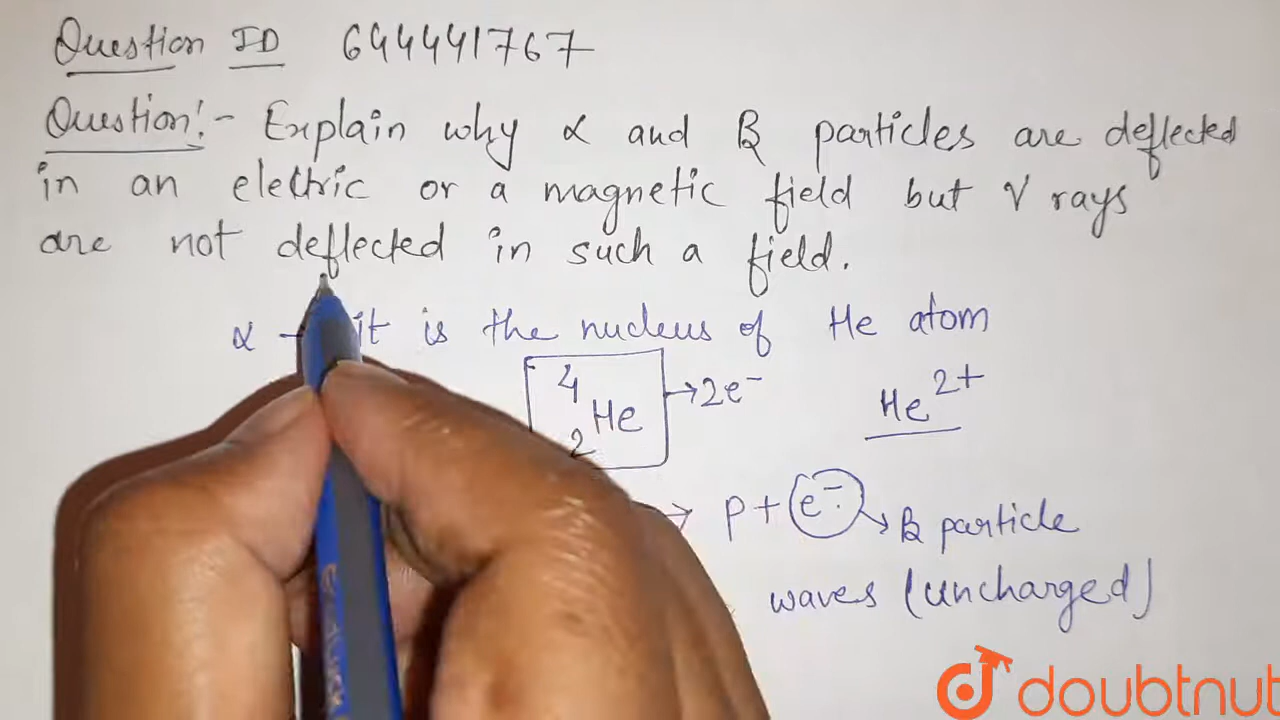 Question ID 644441767
Question:- Explain why α and β particles are deflected
in an electric or a magnetic field but γ rays
are not deflected in such a field.
α → it is the nucleus of He atom
4 2 He → 2e⁻ He²⁺
→ p + e⁻ → β particle
waves (uncharged)
doubtnut